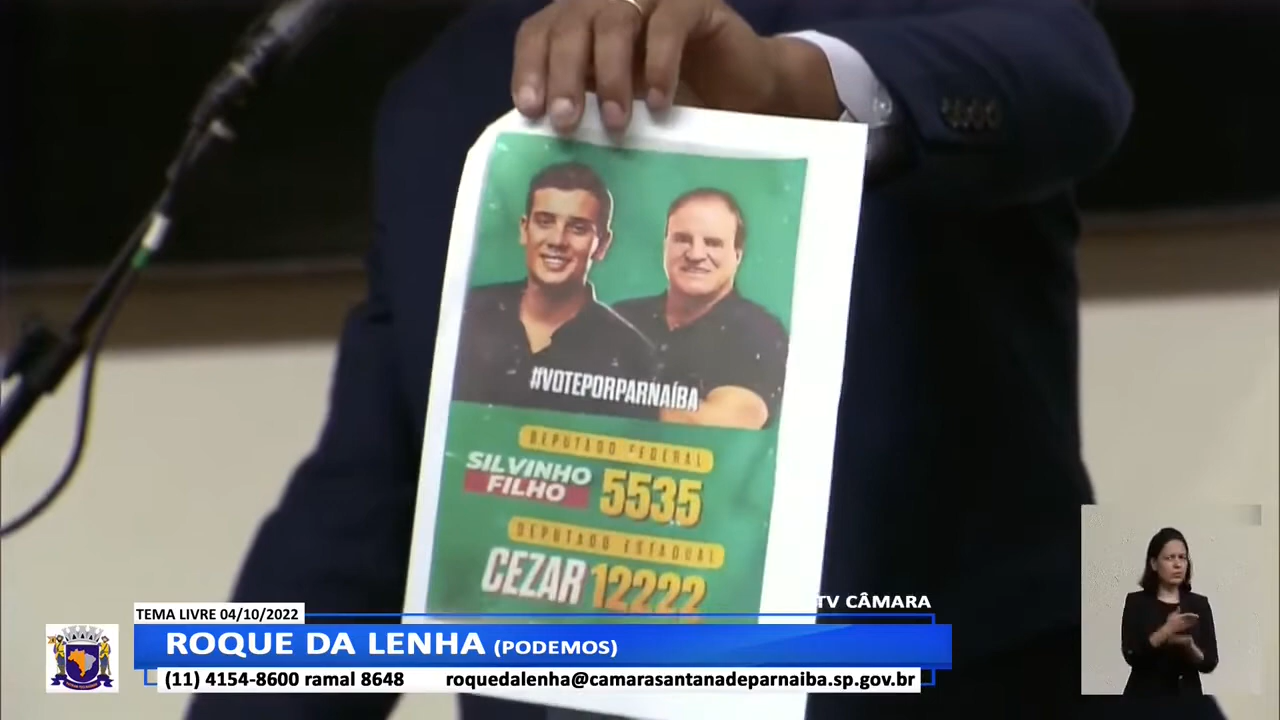 #VOTEPORPARNAÍBA
DEPUTADO FEDERAL
SILVINHO
FILHO
5535
DEPUTADO ESTADUAL
CEZAR 12222
TV CÂMARA
TEMA LIVRE 04/10/2022
ROQUE DA LENHA (PODEMOS)
(11) 4154-8600 ramal 8648 roquedalenha@camarasantanadeparnaiba.sp.gov.br